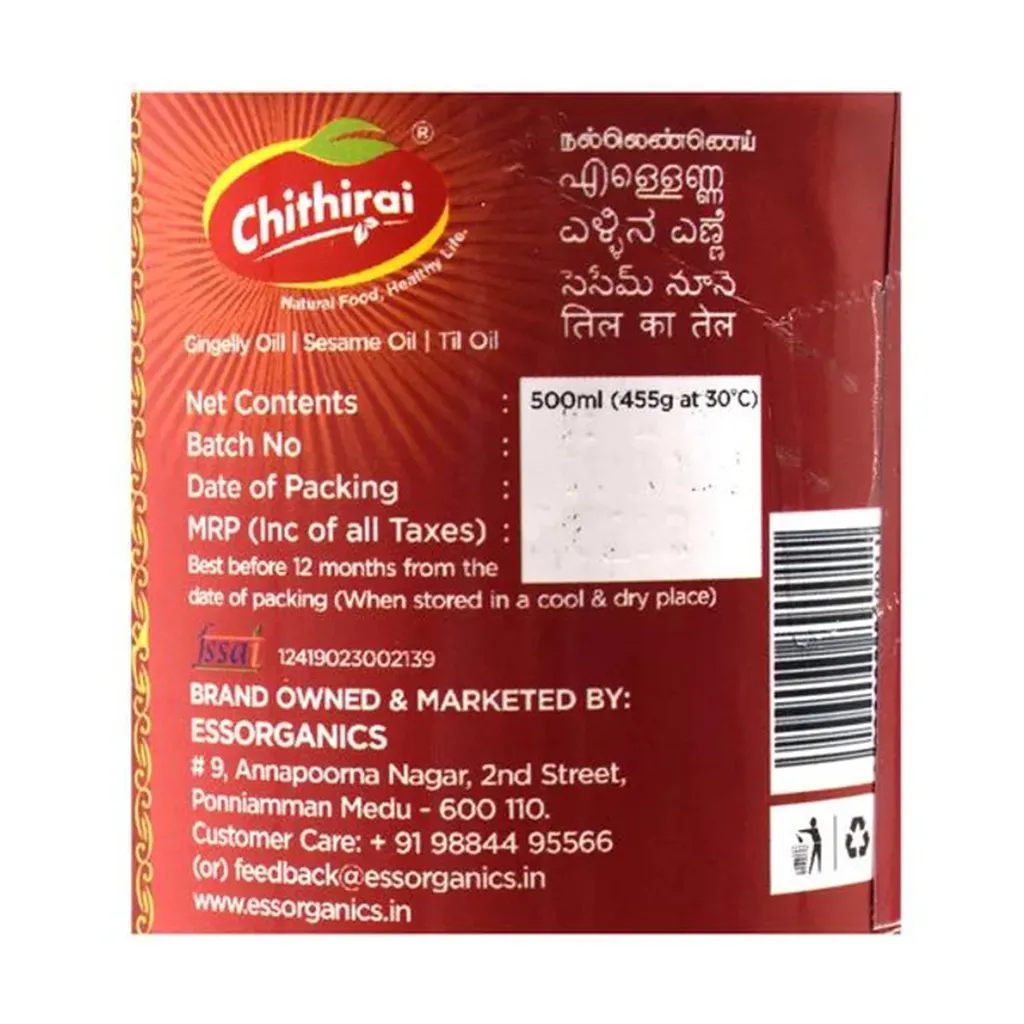 Chithirai ®
Natural Food, Healthy Life.
Gingelly Oill | Sesame Oil | Til Oil
நல்லெண்ணெய்
എള്ളെണ്ണ
ಎಳ್ಳಿನ ಎಣ್ಣೆ
సెసేమ్ నూనె
तिल का तेल
Net Contents : 500ml (455g at 30°C)
Batch No :
Date of Packing :
MRP (Inc of all Taxes) :
Best before 12 months from the
date of packing (When stored in a cool & dry place)
fssai 12419023002139
BRAND OWNED & MARKETED BY:
ESSORGANICS
# 9, Annapoorna Nagar, 2nd Street,
Ponniamman Medu - 600 110.
Customer Care: + 91 98844 95566
(or) feedback@essorganics.in
www.essorganics.in